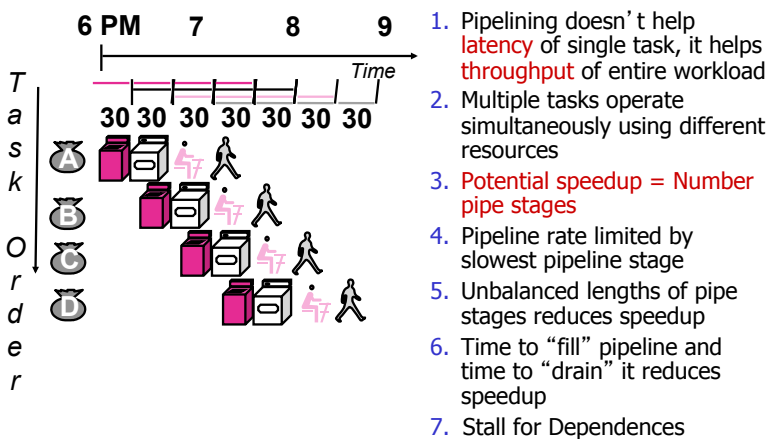 6 PM 7 8 9
Time
30 30 30 30 30 30 30
Task Order
A
B
C
D
1. Pipelining doesn’t help
latency of single task, it helps
throughput of entire workload
2. Multiple tasks operate
simultaneously using different
resources
3. Potential speedup = Number
pipe stages
4. Pipeline rate limited by
slowest pipeline stage
5. Unbalanced lengths of pipe
stages reduces speedup
6. Time to “fill” pipeline and
time to “drain” it reduces
speedup
7. Stall for Dependences